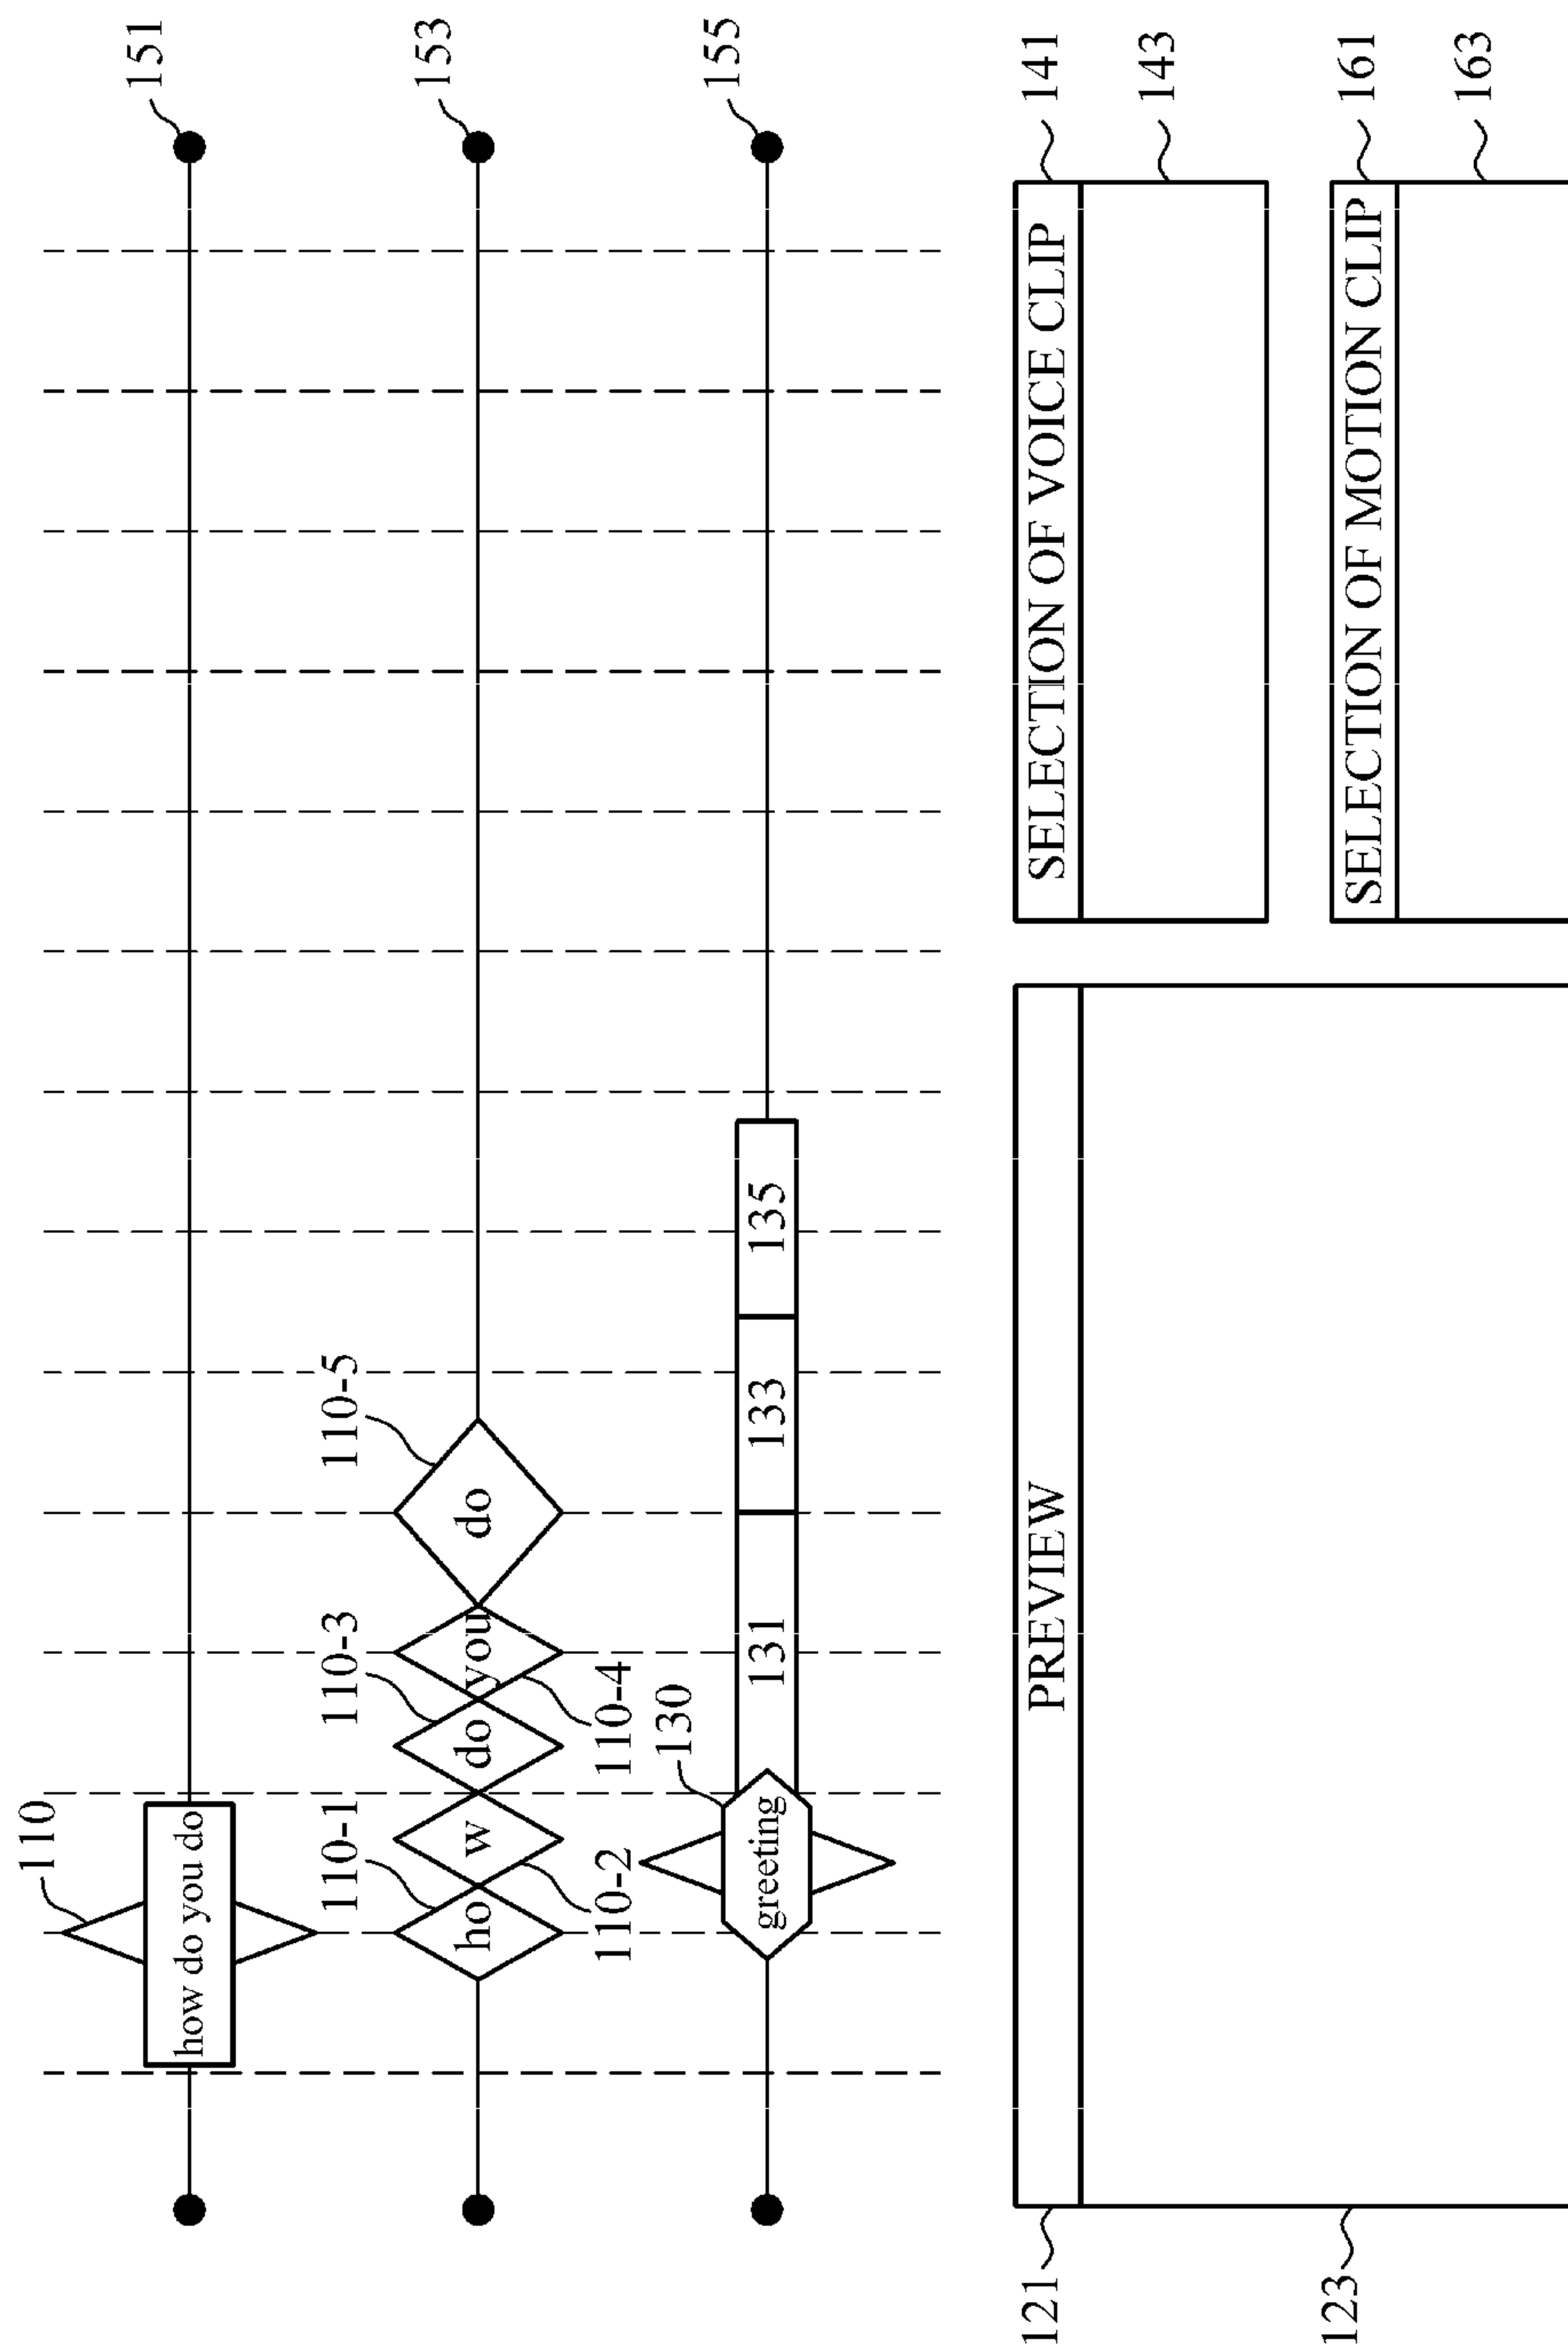 110
how do you do
151
110-1
110-3
110-5
ho
w
do
you
do
153
110-2
110-4
130
greeting
131
133
135
155
121
PREVIEW
123
SELECTION OF VOICE CLIP
141
143
SELECTION OF MOTION CLIP
161
163